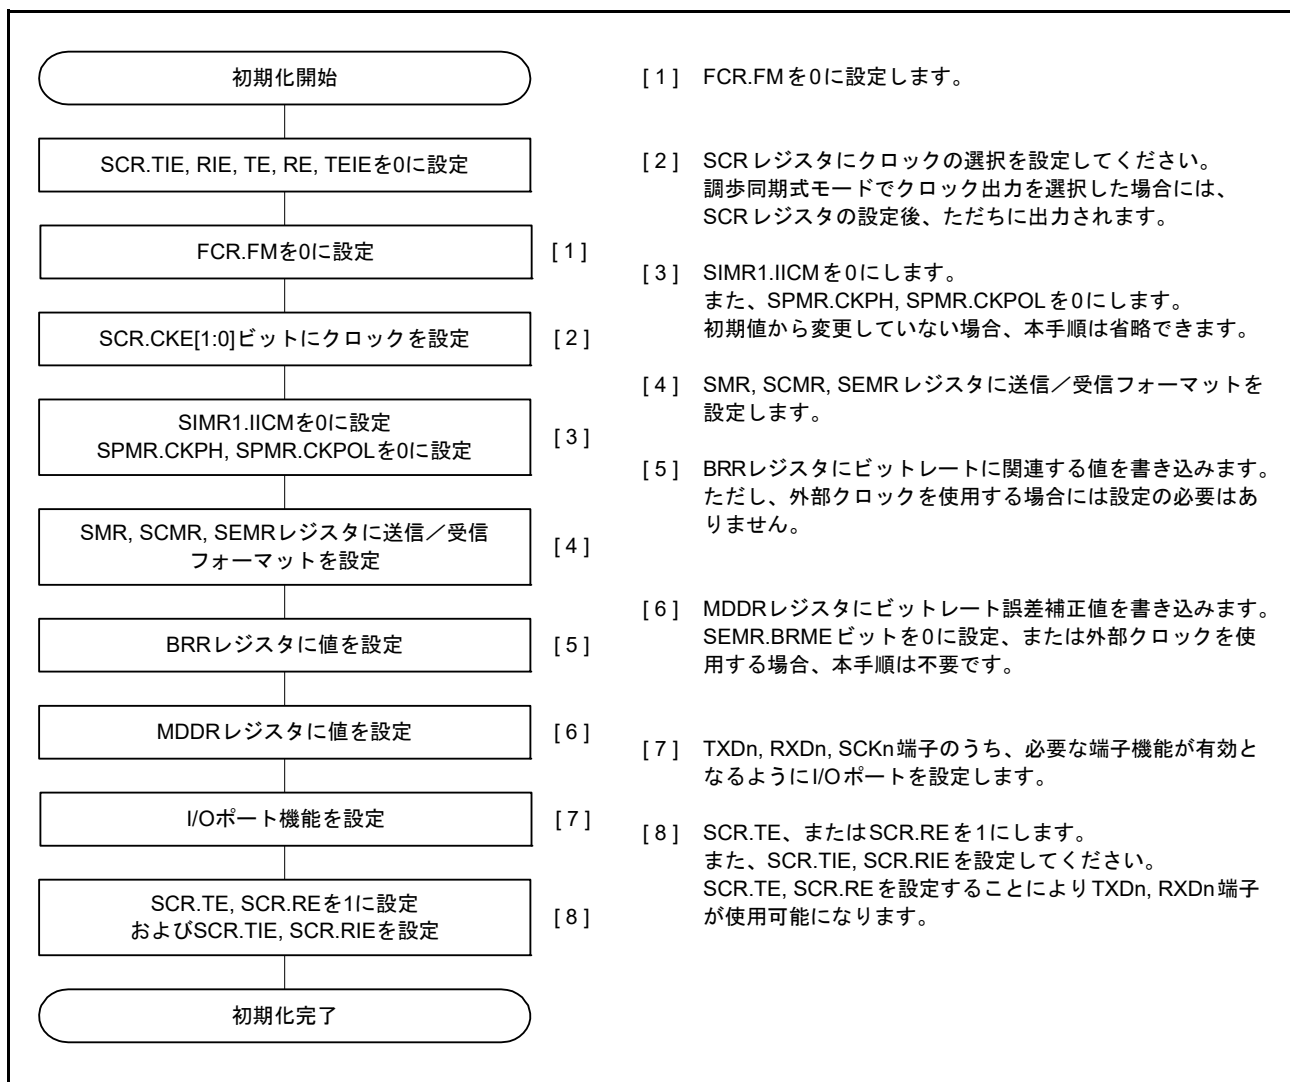 初期化開始
SCR.TIE, RIE, TE, RE, TEIEを0に設定
FCR.FMを0に設定
[ 1 ]
SCR.CKE[1:0]ビットにクロックを設定
[ 2 ]
SIMR1.IICMを0に設定
SPMR.CKPH, SPMR.CKPOLを0に設定
[ 3 ]
SMR, SCMR, SEMRレジスタに送信／受信
フォーマットを設定
[ 4 ]
BRRレジスタに値を設定
[ 5 ]
MDDRレジスタに値を設定
[ 6 ]
I/Oポート機能を設定
[ 7 ]
SCR.TE, SCR.REを1に設定
およびSCR.TIE, SCR.RIEを設定
[ 8 ]
初期化完了
[ 1 ] FCR.FMを0に設定します。
[ 2 ] SCRレジスタにクロックの選択を設定してください。
調歩同期式モードでクロック出力を選択した場合には、
SCRレジスタの設定後、ただちに出力されます。
[ 3 ] SIMR1.IICMを0にします。
また、SPMR.CKPH, SPMR.CKPOLを0にします。
初期値から変更していない場合、本手順は省略できます。
[ 4 ] SMR, SCMR, SEMRレジスタに送信／受信フォーマットを
設定します。
[ 5 ] BRRレジスタにビットレートに関連する値を書き込みます。
ただし、外部クロックを使用する場合には設定の必要はあ
りません。
[ 6 ] MDDRレジスタにビットレート誤差補正値を書き込みます。
SEMR.BRMEビットを0に設定、または外部クロックを使
用する場合、本手順は不要です。
[ 7 ] TXDn, RXDn, SCKn端子のうち、必要な端子機能が有効と
なるようにI/Oポートを設定します。
[ 8 ] SCR.TE、またはSCR.REを1にします。
また、SCR.TIE, SCR.RIEを設定してください。
SCR.TE, SCR.REを設定することによりTXDn, RXDn端子
が使用可能になります。